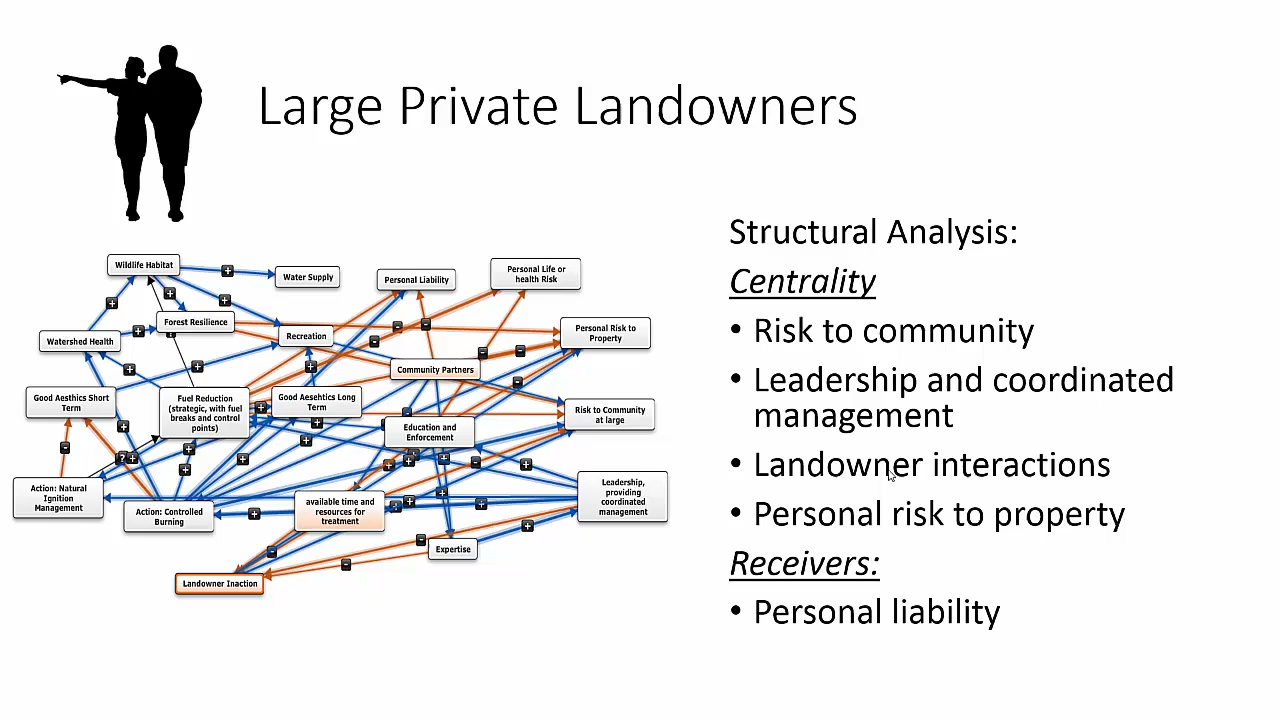 Large Private Landowners
Structural Analysis:
Centrality
• Risk to community
• Leadership and coordinated
management
• Landowner interactions
• Personal risk to property
Receivers:
• Personal liability
Wildlife Habitat
Water Supply
Personal Liability
Personal Life or
health Risk
Forest Resilience
Watershed Health
Recreation
Personal Risk to
Property
Community Partners
Good Aesthics Short
Term
Fuel Reduction
(strategic, with fuel
breaks and control
points)
Good Aesehtics Long
Term
Risk to Community
at large
Education and
Enforcement
Action: Natural
Ignition
Management
Action: Controlled
Burning
available time and
resources for
treatment
Leadership,
providing
coordinated
management
Expertise
Landowner Inaction